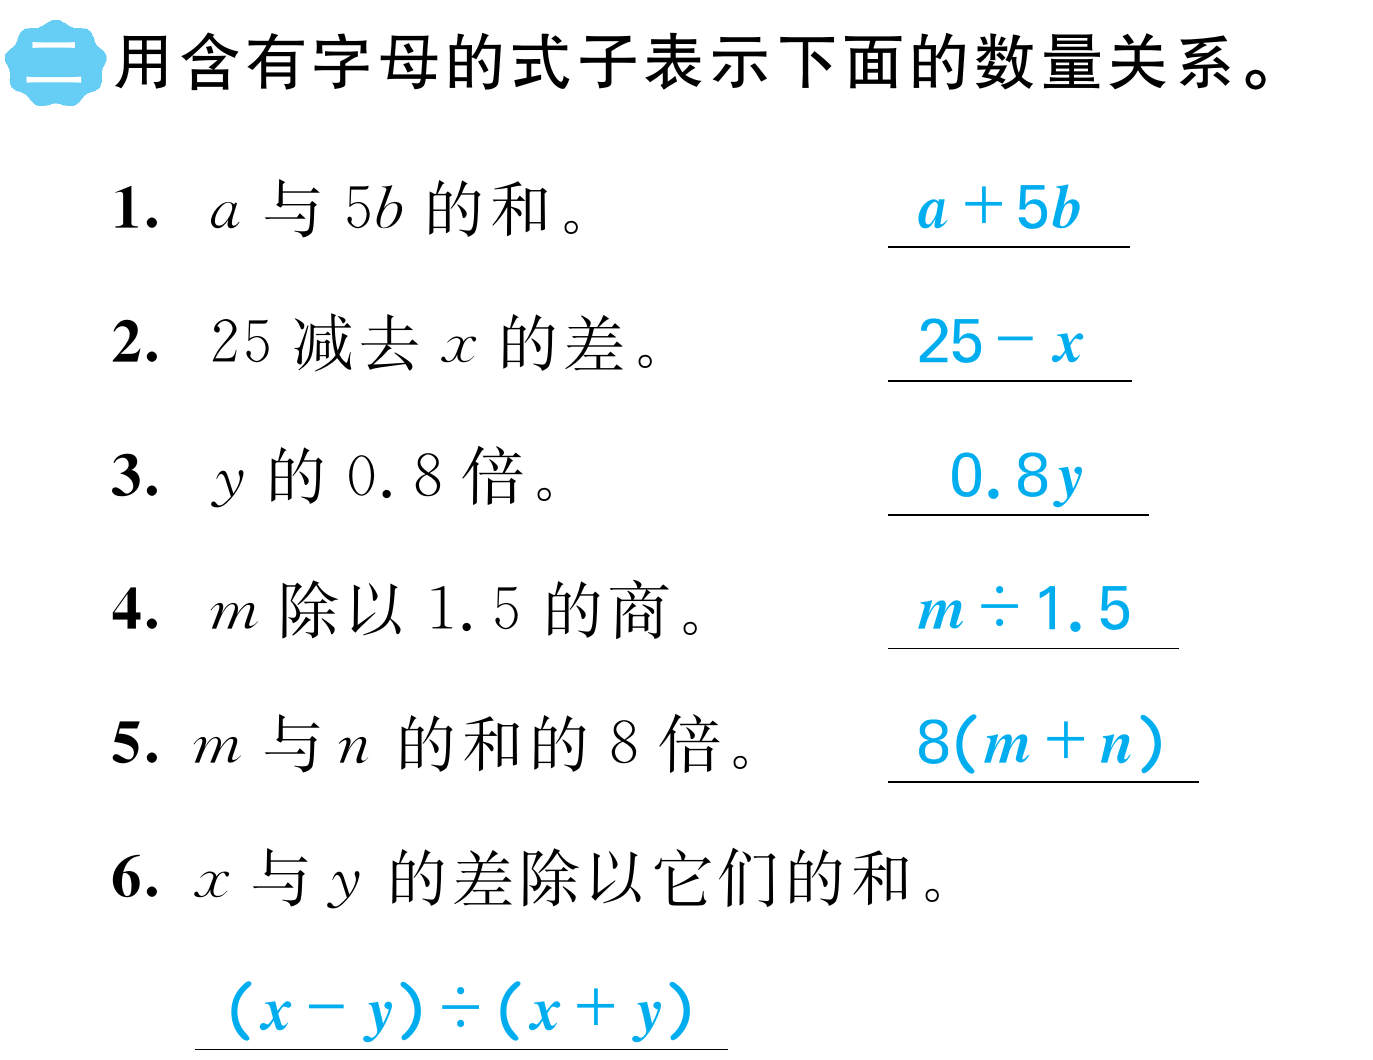 二 用含有字母的式子表示下面的数量关系。
1. a 与 5b 的和。 a+5b
2. 25 减去 x 的差。 25-x
3. y 的 0.8 倍。 0.8y
4. m 除以 1.5 的商。 m÷1.5
5. m 与 n 的和的 8 倍。 8(m+n)
6. x 与 y 的差除以它们的和。
(x-y)÷(x+y)